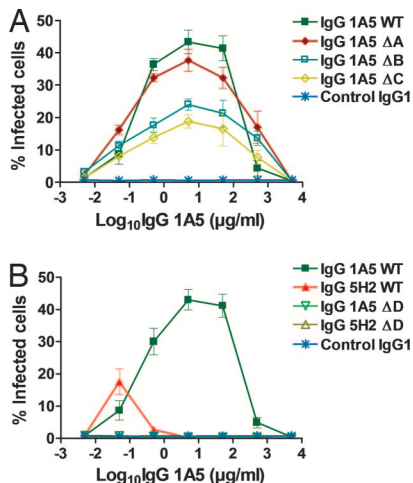 A
IgG 1A5 WT
IgG 1A5 ΔA
IgG 1A5 ΔB
IgG 1A5 ΔC
Control IgG1
% Infected cells
50
40
30
20
10
0
-3 -2 -1 0 1 2 3 4
Log10IgG 1A5 (μg/ml)
B
IgG 1A5 WT
IgG 5H2 WT
IgG 1A5 ΔD
IgG 5H2 ΔD
Control IgG1
% Infected cells
50
40
30
20
10
0
-3 -2 -1 0 1 2 3 4
Log10IgG 1A5 (μg/ml)